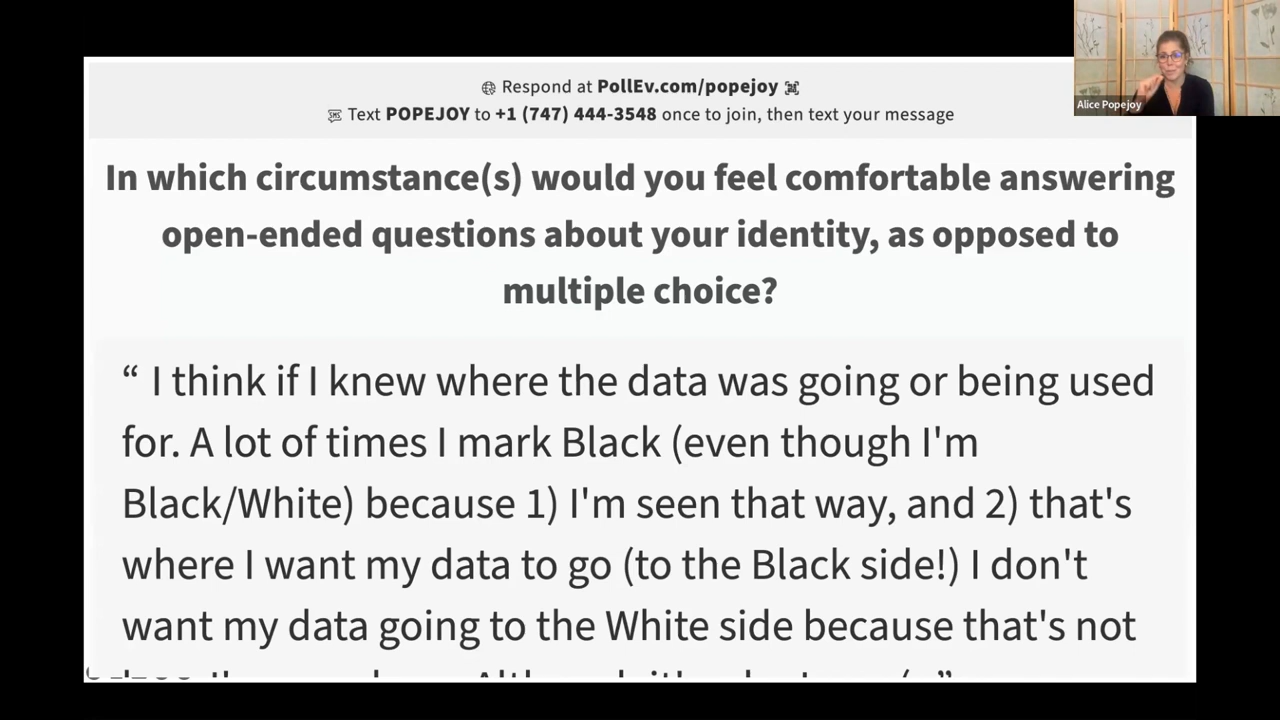 Respond at PollEv.com/popejoy
Text POPEJOY to +1 (747) 444-3548 once to join, then text your message
Alice Popejoy
In which circumstance(s) would you feel comfortable answering
open-ended questions about your identity, as opposed to
multiple choice?
“ I think if I knew where the data was going or being used
for. A lot of times I mark Black (even though I'm
Black/White) because 1) I'm seen that way, and 2) that's
where I want my data to go (to the Black side!) I don't
want my data going to the White side because that's not